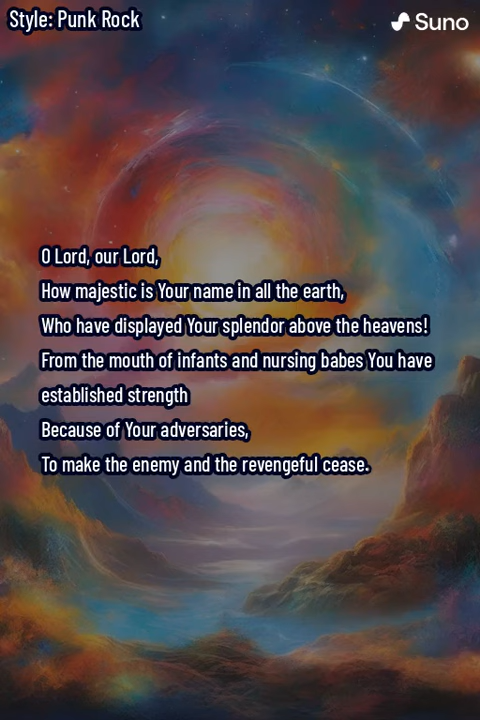 Style: Punk Rock
Suno
O Lord, our Lord,
How majestic is Your name in all the earth,
Who have displayed Your splendor above the heavens!
From the mouth of infants and nursing babes You have
established strength
Because of Your adversaries,
To make the enemy and the revengeful cease.